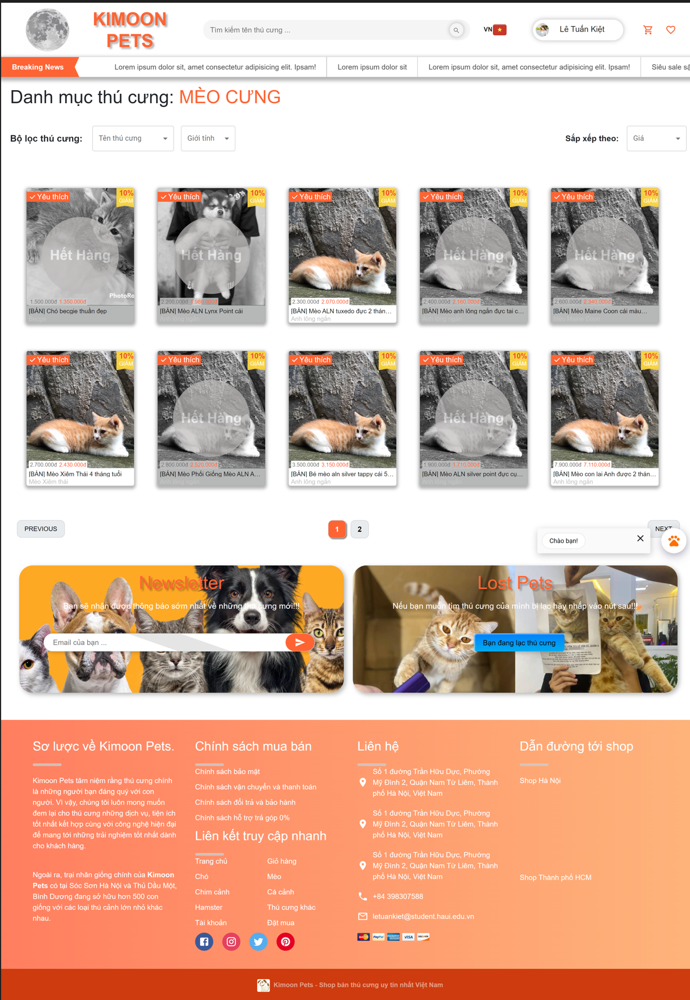 KIMOON
PETS
Tìm kiếm tên thú cưng ...
VN
Lê Tuấn Kiệt
Breaking News
Lorem ipsum dolor sit, amet consectetur adipisicing elit. Ipsam!
Lorem ipsum dolor sit
Lorem ipsum dolor sit, amet consectetur adipisicing elit. Ipsam!
Siêu sale
Danh mục thú cưng: MÈO CƯNG
Bộ lọc thú cưng:
Tên thú cưng
Giới tính
Sắp xếp theo:
Giá
Yêu thích
10%
GIẢM
Hết Hàng
PhotoRo
1.500.000đ 1.350.000đ
[BÁN] Chó becgie thuần đẹp
Becgie
Yêu thích
10%
GIẢM
Hết Hàng
2.200.000đ 1.980.000đ
[BÁN] Mèo ALN Lynx Point cái
Anh lông ngắn
Yêu thích
10%
GIẢM
2.300.000đ 2.070.000đ
[BÁN] Mèo ALN tuxedo đực 2 thán...
Anh lông ngắn
Yêu thích
10%
GIẢM
Hết Hàng
2.400.000đ 2.160.000đ
[BÁN] Mèo anh lông ngắn đực tai c...
Anh lông ngắn
Yêu thích
10%
GIẢM
Hết Hàng
2.600.000đ 2.340.000đ
[BÁN] Mèo Maine Coon cái màu...
Mèo Maine Coon
Yêu thích
10%
GIẢM
2.700.000đ 2.430.000đ
[BÁN] Mèo Xiêm Thái 4 tháng tuổi
Mèo Xiêm thái
Yêu thích
10%
GIẢM
Hết Hàng
2.800.000đ 2.520.000đ
[BÁN] Mèo Phối Giống Mèo ALN A...
Anh lông ngắn
Yêu thích
10%
GIẢM
3.500.000đ 3.150.000đ
[BÁN] Bé mèo aln silver tappy cái 5...
Anh lông ngắn
Yêu thích
10%
GIẢM
Hết Hàng
1.900.000đ 1.710.000đ
[BÁN] Mèo ALN silver point đực cụ...
Anh lông ngắn
Yêu thích
10%
GIẢM
7.900.000đ 7.110.000đ
[BÁN] Mèo con lai Anh được 2 thán...
Anh lông ngắn
PREVIOUS
1
2
NEXT
Chào bạn!
Newsletter
Bạn sẽ nhận được thông báo sớm nhất về những thú cưng mới!!!
Email của bạn ...
Lost Pets
Nếu bạn muốn tìm thú cưng của mình bị lạc hãy nhấp vào nút sau!!!
Bạn đang lạc thú cưng
Sơ lược về Kimoon Pets.
Kimoon Pets tâm niệm rằng thú cưng chính
là những người bạn đáng quý với con
người. Vì vậy, chúng tôi luôn mong muốn
đem lại cho thú cưng những dịch vụ, tiện ích
tốt nhất kết hợp cùng với công nghệ hiện đại
để mang tới những trải nghiệm tốt nhất dành
cho khách hàng.
Ngoài ra, trại nhân giống chính của Kimoon
Pets có tại Sóc Sơn Hà Nội và Thủ Dầu Một,
Bình Dương đang sở hữu hơn 500 con
giống với các loại thú cảnh lớn nhỏ khác
nhau.
Chính sách mua bán
Chính sách bảo mật
Chính sách vận chuyển và thanh toán
Chính sách đổi trả và bảo hành
Chính sách hỗ trợ trả góp 0%
Liên kết truy cập nhanh
Trang chủ
Giỏ hàng
Chó
Mèo
Chim cảnh
Cá cảnh
Hamster
Thú cưng khác
Tài khoản
Đặt mua
Liên hệ
Số 1 đường Trần Hữu Dực, Phường
Mỹ Đình 2, Quận Nam Từ Liêm, Thành
phố Hà Nội, Việt Nam
Số 1 đường Trần Hữu Dực, Phường
Mỹ Đình 2, Quận Nam Từ Liêm, Thành
phố Hà Nội, Việt Nam
Số 1 đường Trần Hữu Dực, Phường
Mỹ Đình 2, Quận Nam Từ Liêm, Thành
phố Hà Nội, Việt Nam
+84 398307588
letuankiet@student.haui.edu.vn
PayPal
VISA
DISCOVER
Dẫn đường tới shop
Shop Hà Nội
Shop Thành phố HCM
Kimoon Pets - Shop bán thú cưng uy tín nhất Việt Nam